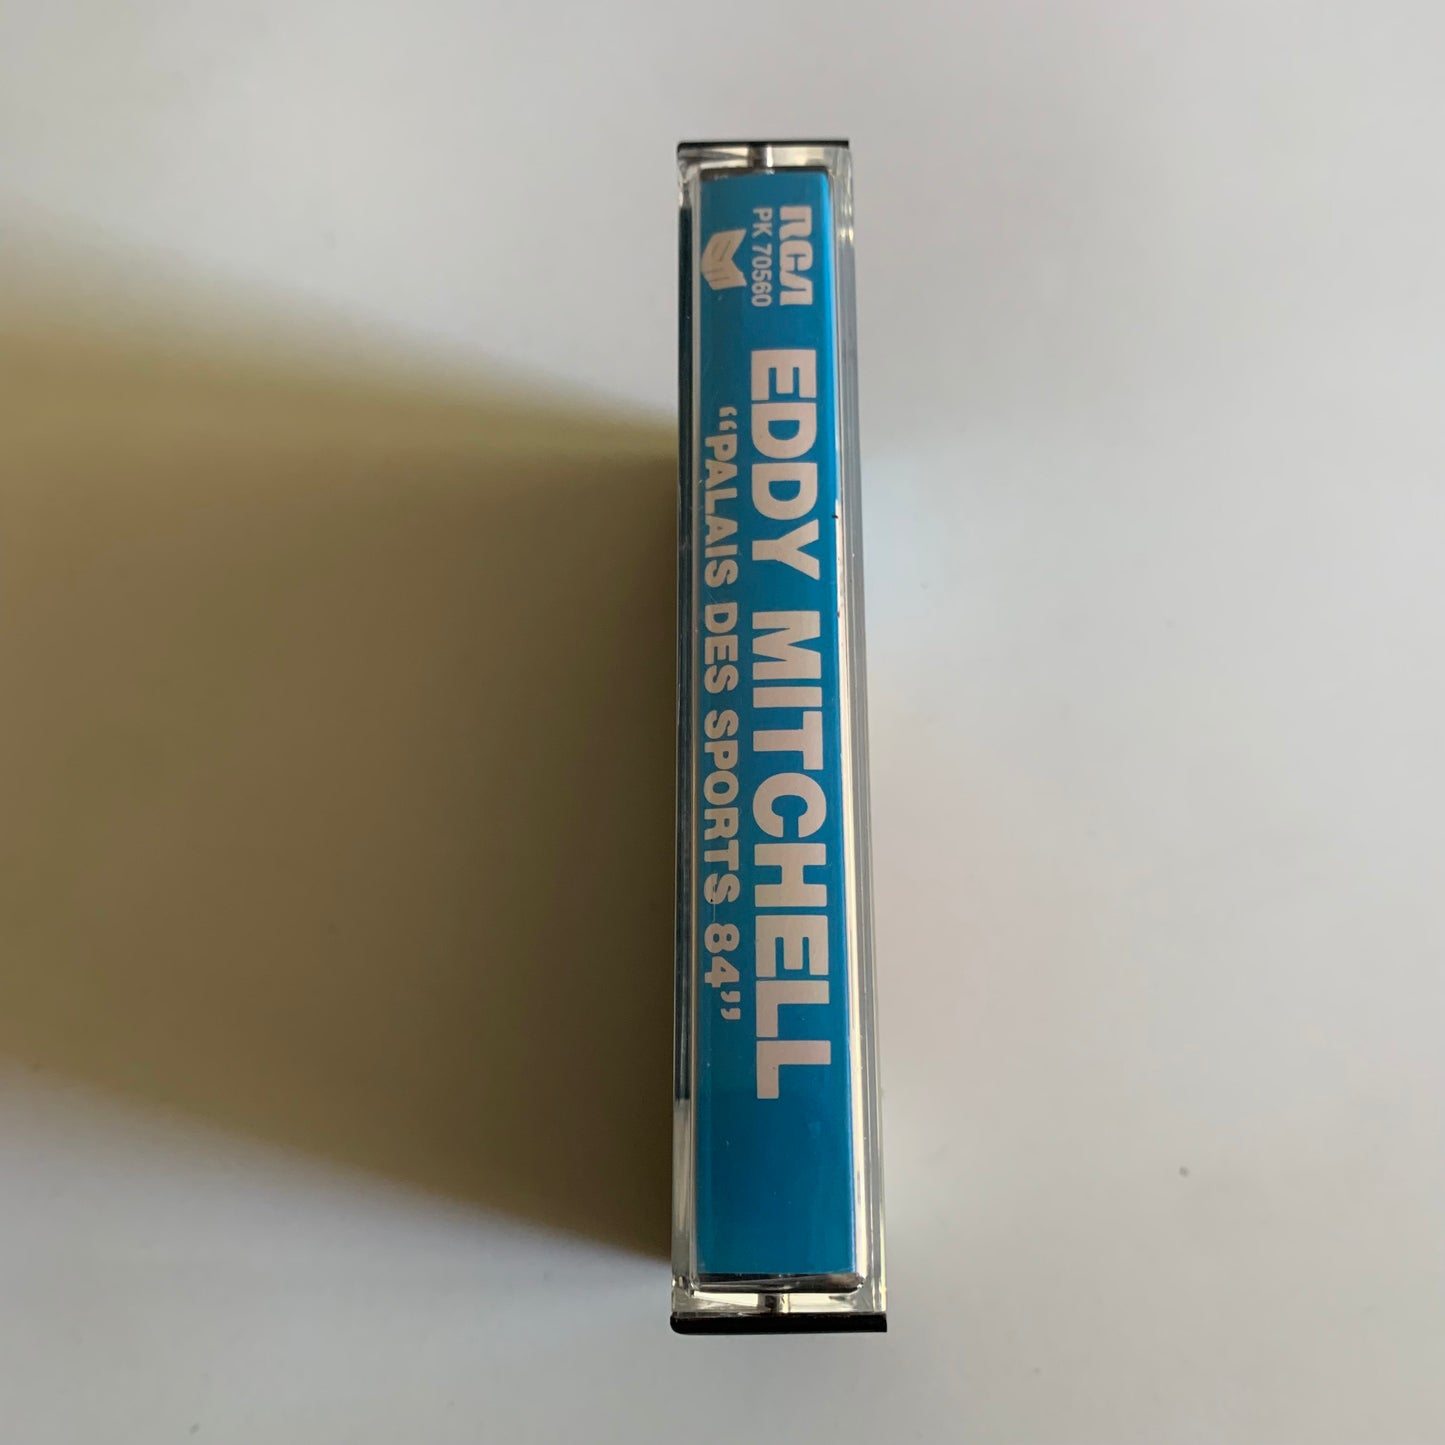 RCA
PK 70560
EDDY MITCHELL
“PALAIS DES SPORTS 84”